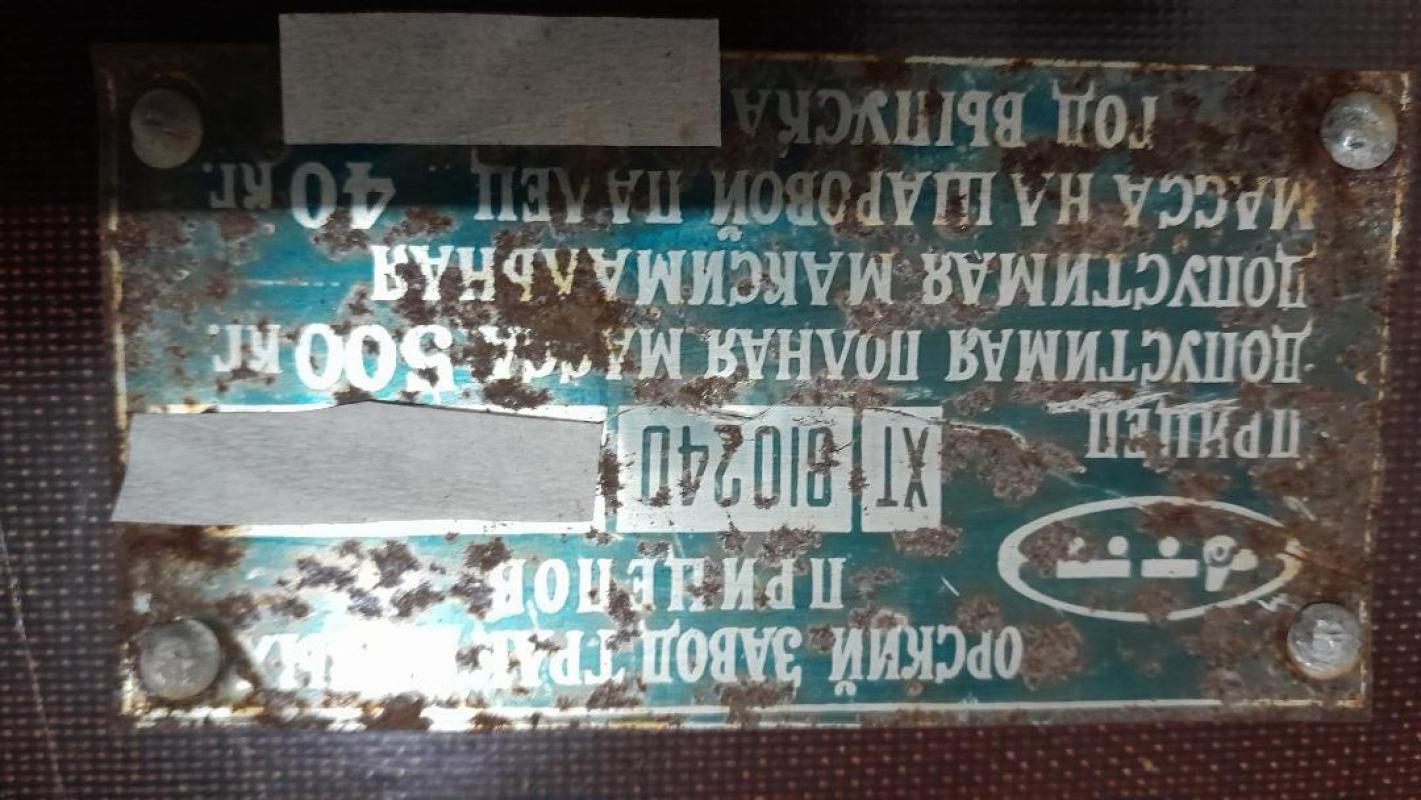 ОРСКИЙ ЗАВОД
ПРИЦЕПОВ
ПРИЦЕП ХТ 810240
ДОПУСТИМАЯ ПОЛНАЯ МАССА 500 КГ.
ДОПУСТИМАЯ МАКСИМАЛЬНАЯ
МАССА НА ШАРОВОЙ ПАЛЕЦ 40 КГ.
ГОД ВЫПУСКА